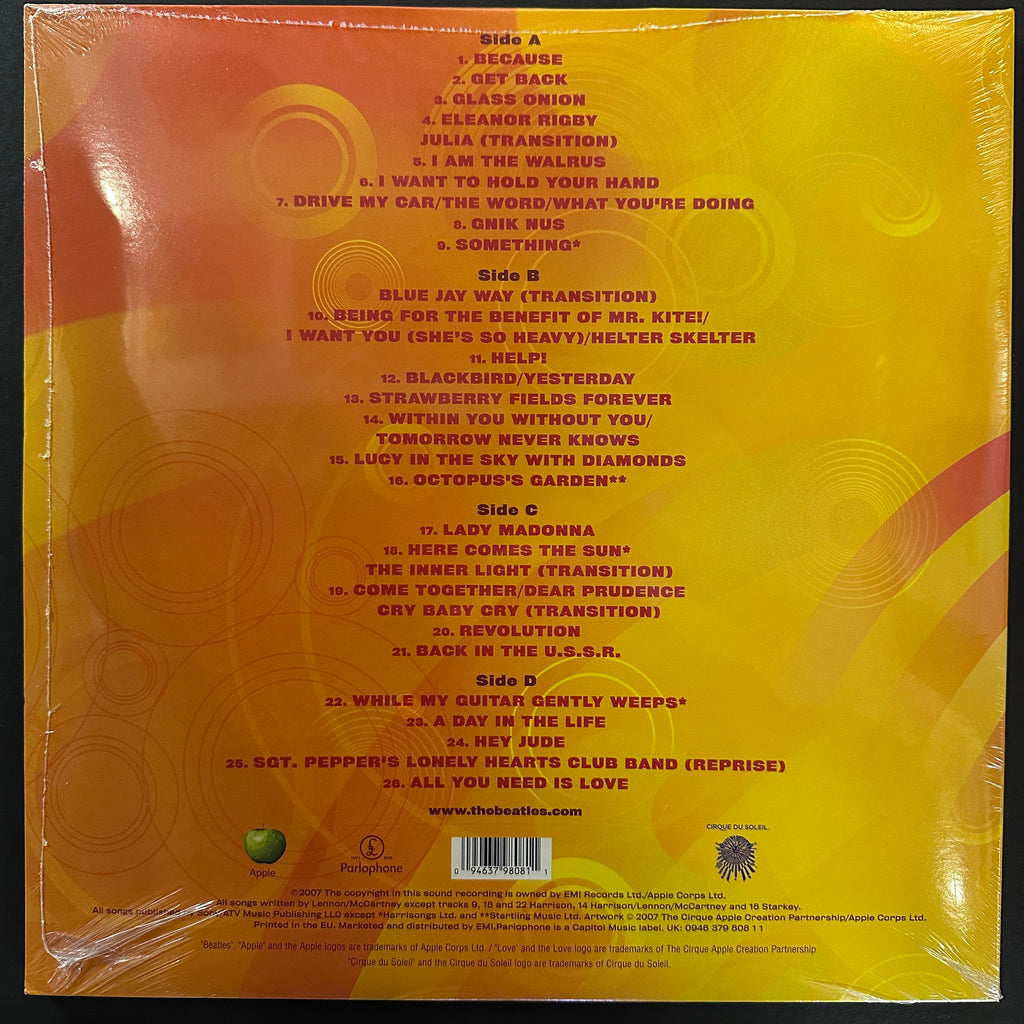 Side A
1. BECAUSE
2. GET BACK
3. GLASS ONION
4. ELEANOR RIGBY
JULIA (TRANSITION)
5. I AM THE WALRUS
6. I WANT TO HOLD YOUR HAND
7. DRIVE MY CAR/THE WORD/WHAT YOU'RE DOING
8. GNIK NUS
9. SOMETHING*
Side B
BLUE JAY WAY (TRANSITION)
10. BEING FOR THE BENEFIT OF MR. KITE!/
I WANT YOU (SHE'S SO HEAVY)/HELTER SKELTER
11. HELP!
12. BLACKBIRD/YESTERDAY
13. STRAWBERRY FIELDS FOREVER
14. WITHIN YOU WITHOUT YOU/
TOMORROW NEVER KNOWS
15. LUCY IN THE SKY WITH DIAMONDS
16. OCTOPUS'S GARDEN**
Side C
17. LADY MADONNA
18. HERE COMES THE SUN*
THE INNER LIGHT (TRANSITION)
19. COME TOGETHER/DEAR PRUDENCE
CRY BABY CRY (TRANSITION)
20. REVOLUTION
21. BACK IN THE U.S.S.R.
Side D
22. WHILE MY GUITAR GENTLY WEEPS*
23. A DAY IN THE LIFE
24. HEY JUDE
25. SGT. PEPPER'S LONELY HEARTS CLUB BAND (REPRISE)
26. ALL YOU NEED IS LOVE
www.thebeatles.com
Apple
TRADE £ MARK
Parlophone
0 94637 98081 1
CIRQUE DU SOLEIL.
©2007 The copyright in this sound recording is owned by EMI Records Ltd./Apple Corps Ltd.
All songs written by Lennon/McCartney except tracks 9, 18 and 22 Harrison, 14 Harrison/Lennon/McCartney and 16 Starkey.
All songs published by Sony/ATV Music Publishing LLC except *Harrisongs Ltd. and **Startling Music Ltd. Artwork © 2007 The Cirque Apple Creation Partnership/Apple Corps Ltd.
Printed in the EU. Marketed and distributed by EMI.Parlophone is a Capitol Music label. UK: 0946 379 808 1 1
"Beatles", "Apple" and the Apple logos are trademarks of Apple Corps Ltd. / "Love" and the Love logo are trademarks of The Cirque Apple Creation Partnership
"Cirque du Soleil" and the Cirque du Soleil logo are trademarks of Cirque du Soleil.